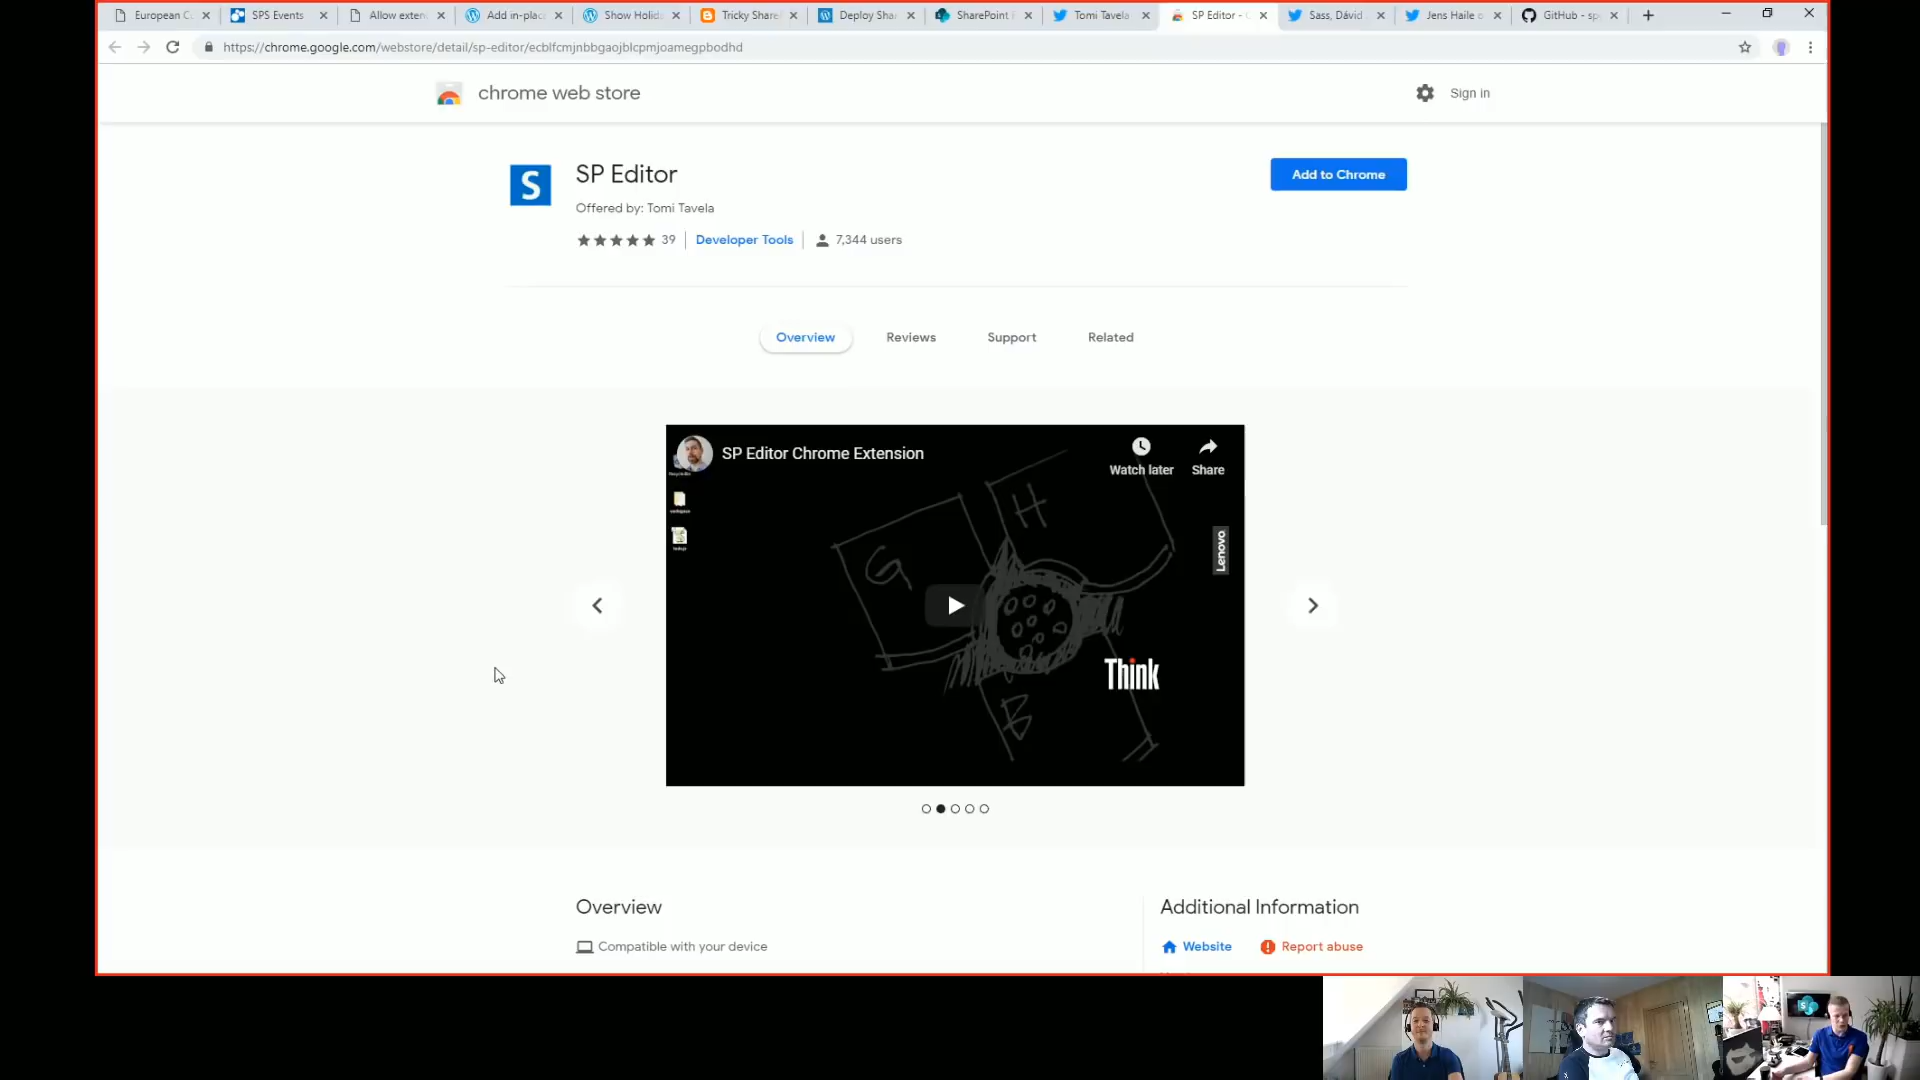 European C
SPS Events
Allow exten
Add in-plac
Show Holid
Tricky Share
Deploy Shar
SharePoint
Tomi Tavela
SP Editor -
Sass, Dávid
Jens Haile o
GitHub - sp
https://chrome.google.com/webstore/detail/sp-editor/ecblfcmjnbbgaojblcpmjoamegpbodhd
chrome web store
Sign in
S
SP Editor
Add to Chrome
Offered by: Tomi Tavela
39
Developer Tools
7,344 users
Overview
Reviews
Support
Related
SP Editor Chrome Extension
Watch later
Share
H
G
Lenovo
Think
B
Overview
Additional Information
Compatible with your device
Website
Report abuse